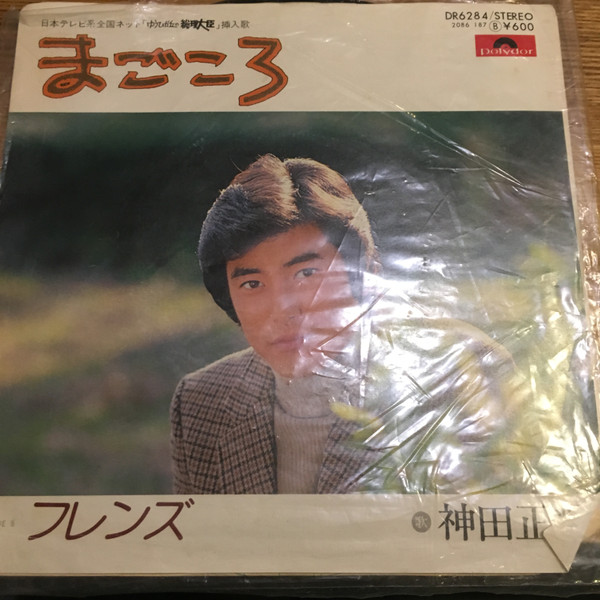 日本テレビ系全国ネット「ゆうひが丘の総理大臣」挿入歌
DR6284/STEREO
2086 187 Ⓑ ¥600
polydor
まごころ
フレンズ
歌 神田正